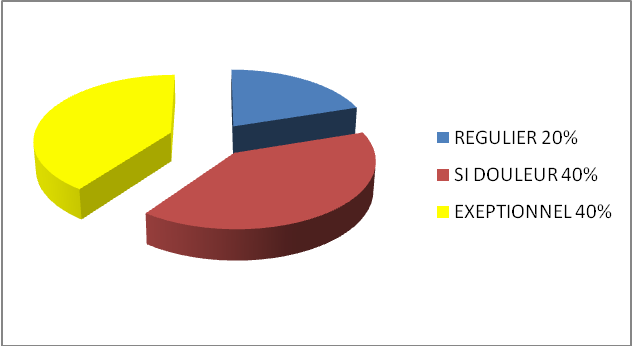 REGULIER 20%
SI DOULEUR 40%
EXEPTIONNEL 40%